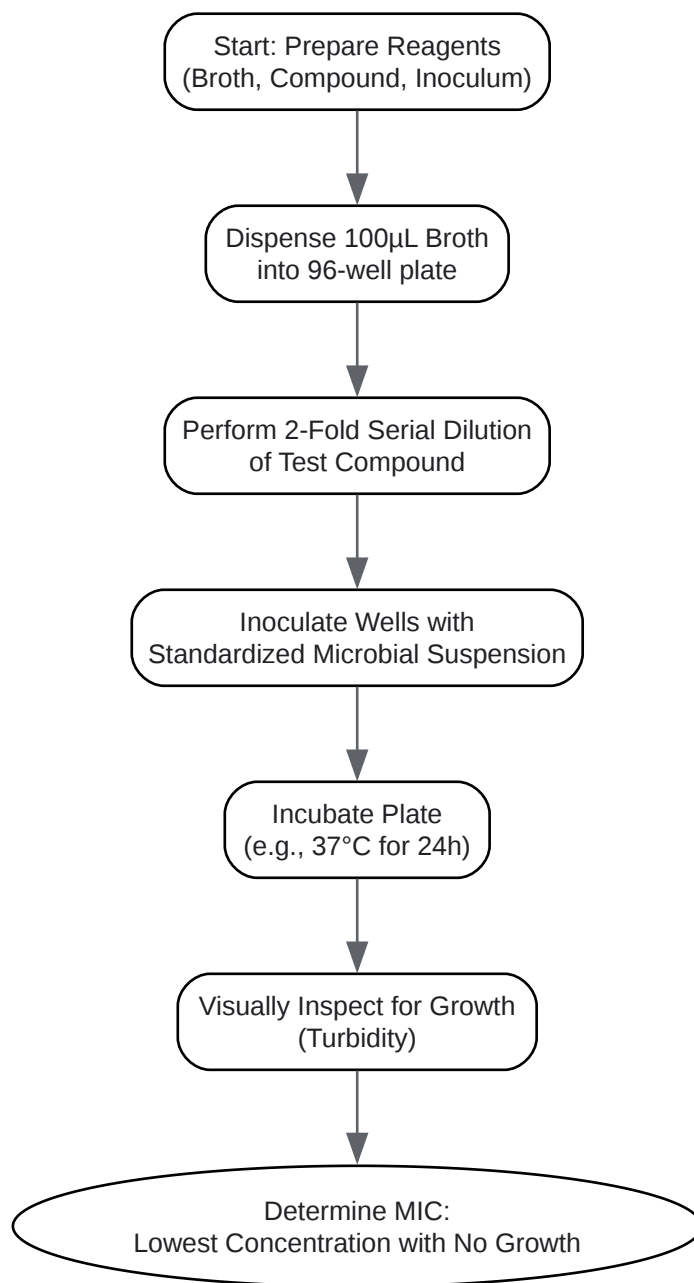 Start: Prepare Reagents
(Broth, Compound, Inoculum)
Dispense 100µL Broth
into 96-well plate
Perform 2-Fold Serial Dilution
of Test Compound
Inoculate Wells with
Standardized Microbial Suspension
Incubate Plate
(e.g., 37°C for 24h)
Visually Inspect for Growth
(Turbidity)
Determine MIC:
Lowest Concentration with No Growth